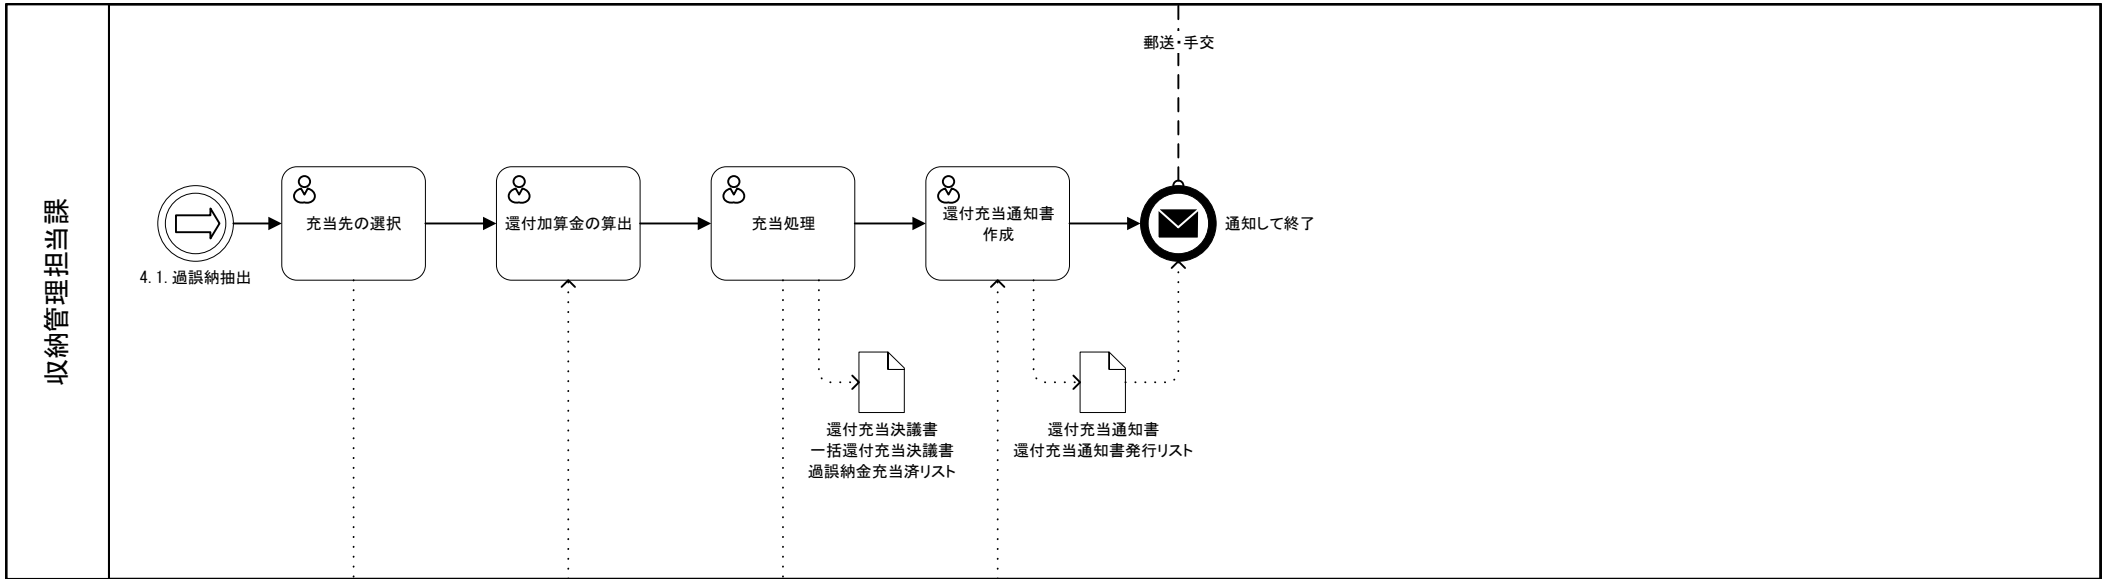 収納管理担当課
郵送・手交
4.1.過誤納抽出
充当先の選択
還付加算金の算出
充当処理
還付充当通知書
作成
通知して終了
還付充当決議書
一括還付充当決議書
過誤納金充当済リスト
還付充当通知書
還付充当通知書発行リスト